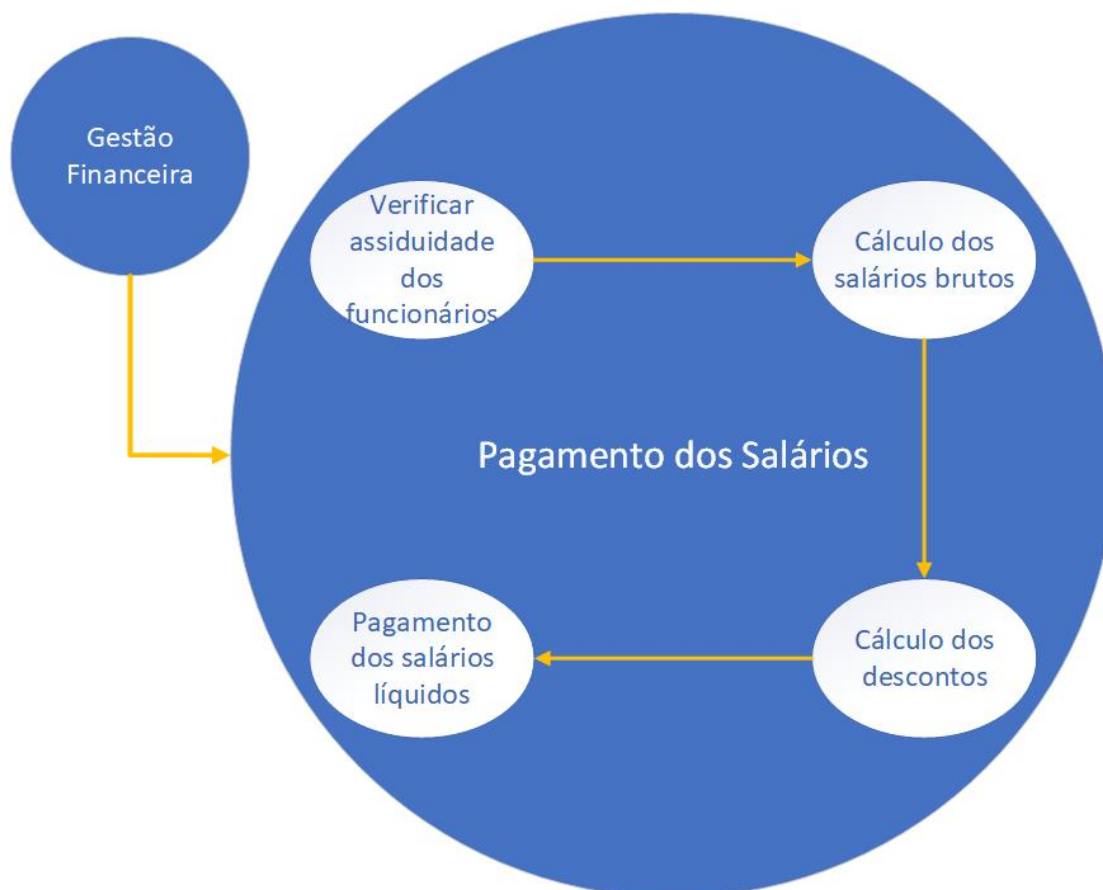 Gestão
Financeira
Verificar
assiduidade
dos
funcionários
Cálculo dos
salários brutos
Pagamento dos Salários
Pagamento
dos salários
líquidos
Cálculo dos
descontos